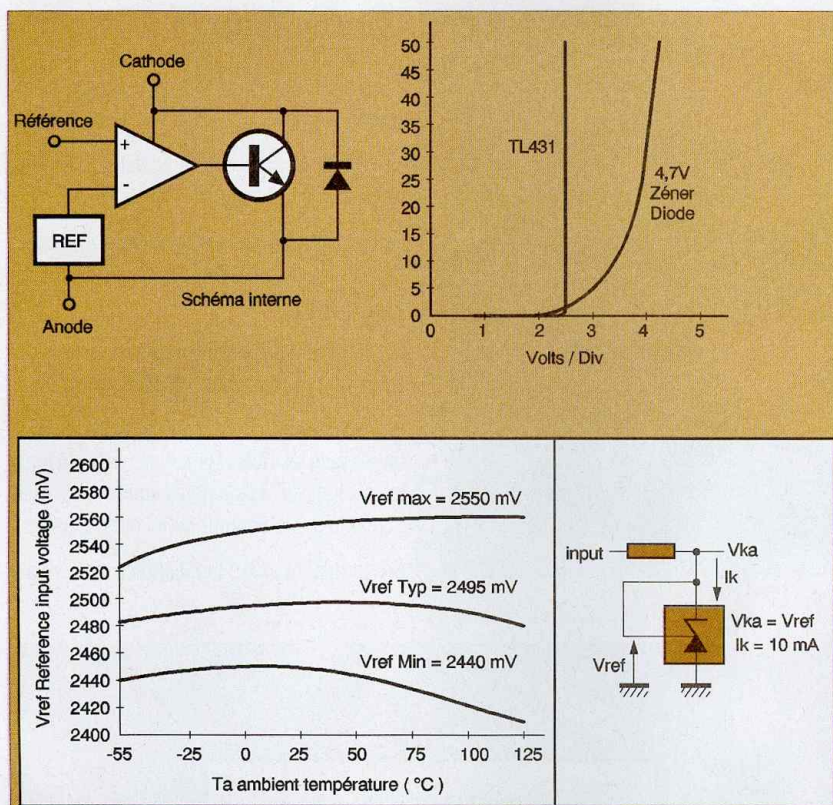 Cathode
Référence
+
-
REF
Anode
Schéma interne
50
45
40
35
30
25
20
15
10
5
0
TL431
4,7V
Zéner
Diode
0 1 2 3 4 5
Volts / Div
Vref Reference input voltage (mV)
2600
2580
2560
2540
2520
2500
2480
2460
2440
2420
2400
Vref max = 2550 mV
Vref Typ = 2495 mV
Vref Min = 2440 mV
-55 -25 0 25 50 75 100 125
Ta ambient température ( °C )
input
Vka
Ik
Vka = Vref
Ik = 10 mA
Vref